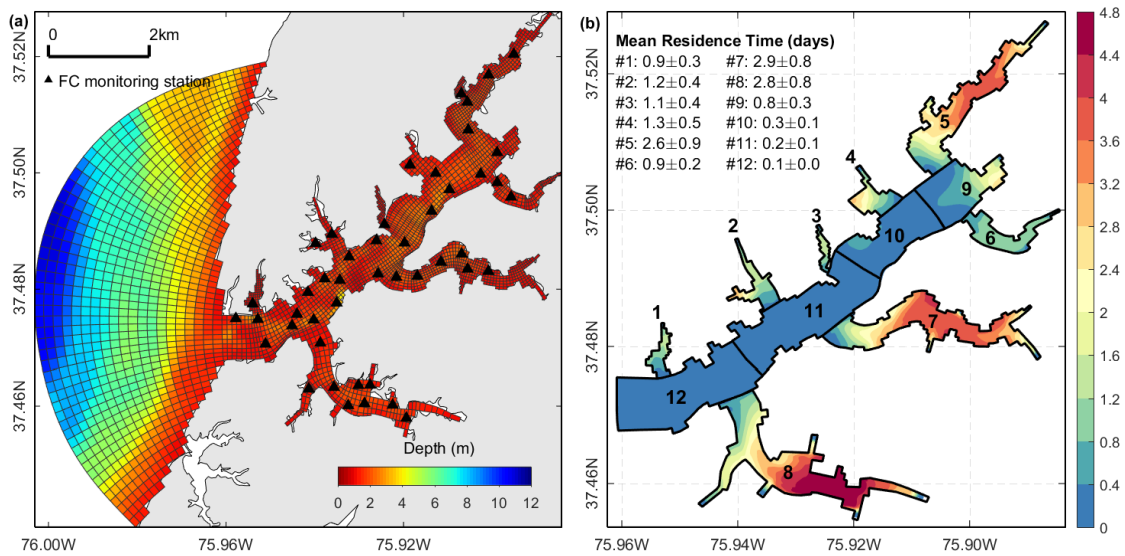 (a)
0 2km
▲ FC monitoring station
37.52N
37.50N
37.48N
37.46N
Depth (m)
0 2 4 6 8 10 12
76.00W 75.96W 75.92W
(b)
Mean Residence Time (days)
#1: 0.9±0.3 #7: 2.9±0.8
#2: 1.2±0.4 #8: 2.8±0.8
#3: 1.1±0.4 #9: 0.8±0.3
#4: 1.3±0.5 #10: 0.3±0.1
#5: 2.6±0.9 #11: 0.2±0.1
#6: 0.9±0.2 #12: 0.1±0.0
37.52N
37.50N
37.48N
37.46N
5
4
9
2
3
6
10
11
1
7
12
8
75.96W 75.94W 75.92W 75.90W
4.8
4.4
4
3.6
3.2
2.8
2.4
2
1.6
1.2
0.8
0.4
0